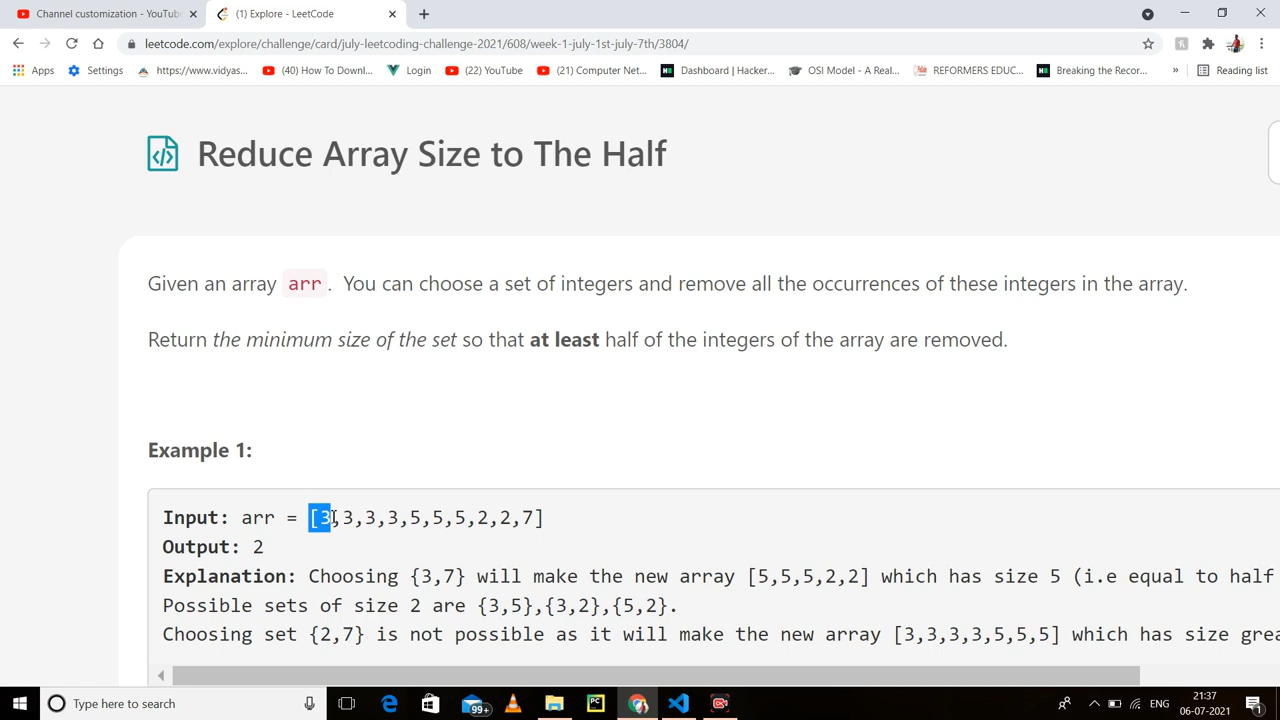 Channel customization - YouTub
(1) Explore - LeetCode
leetcode.com/explore/challenge/card/july-leetcoding-challenge-2021/608/week-1-july-1st-july-7th/3804/
Apps Settings https://www.vidyas... (40) How To Downl... Login (22) YouTube (21) Computer Net... Dashboard | Hacker... OSI Model - A Real... REFORMERS EDUC... Breaking the Recor... » Reading list
Reduce Array Size to The Half
Given an array arr. You can choose a set of integers and remove all the occurrences of these integers in the array.
Return the minimum size of the set so that at least half of the integers of the array are removed.
Example 1:
Input: arr = [3,3,3,3,5,5,5,2,2,7]
Output: 2
Explanation: Choosing {3,7} will make the new array [5,5,5,2,2] which has size 5 (i.e equal to half
Possible sets of size 2 are {3,5},{3,2},{5,2}.
Choosing set {2,7} is not possible as it will make the new array [3,3,3,3,5,5,5] which has size grea
Type here to search
99+
PC
ENG
21:37
06-07-2021
1